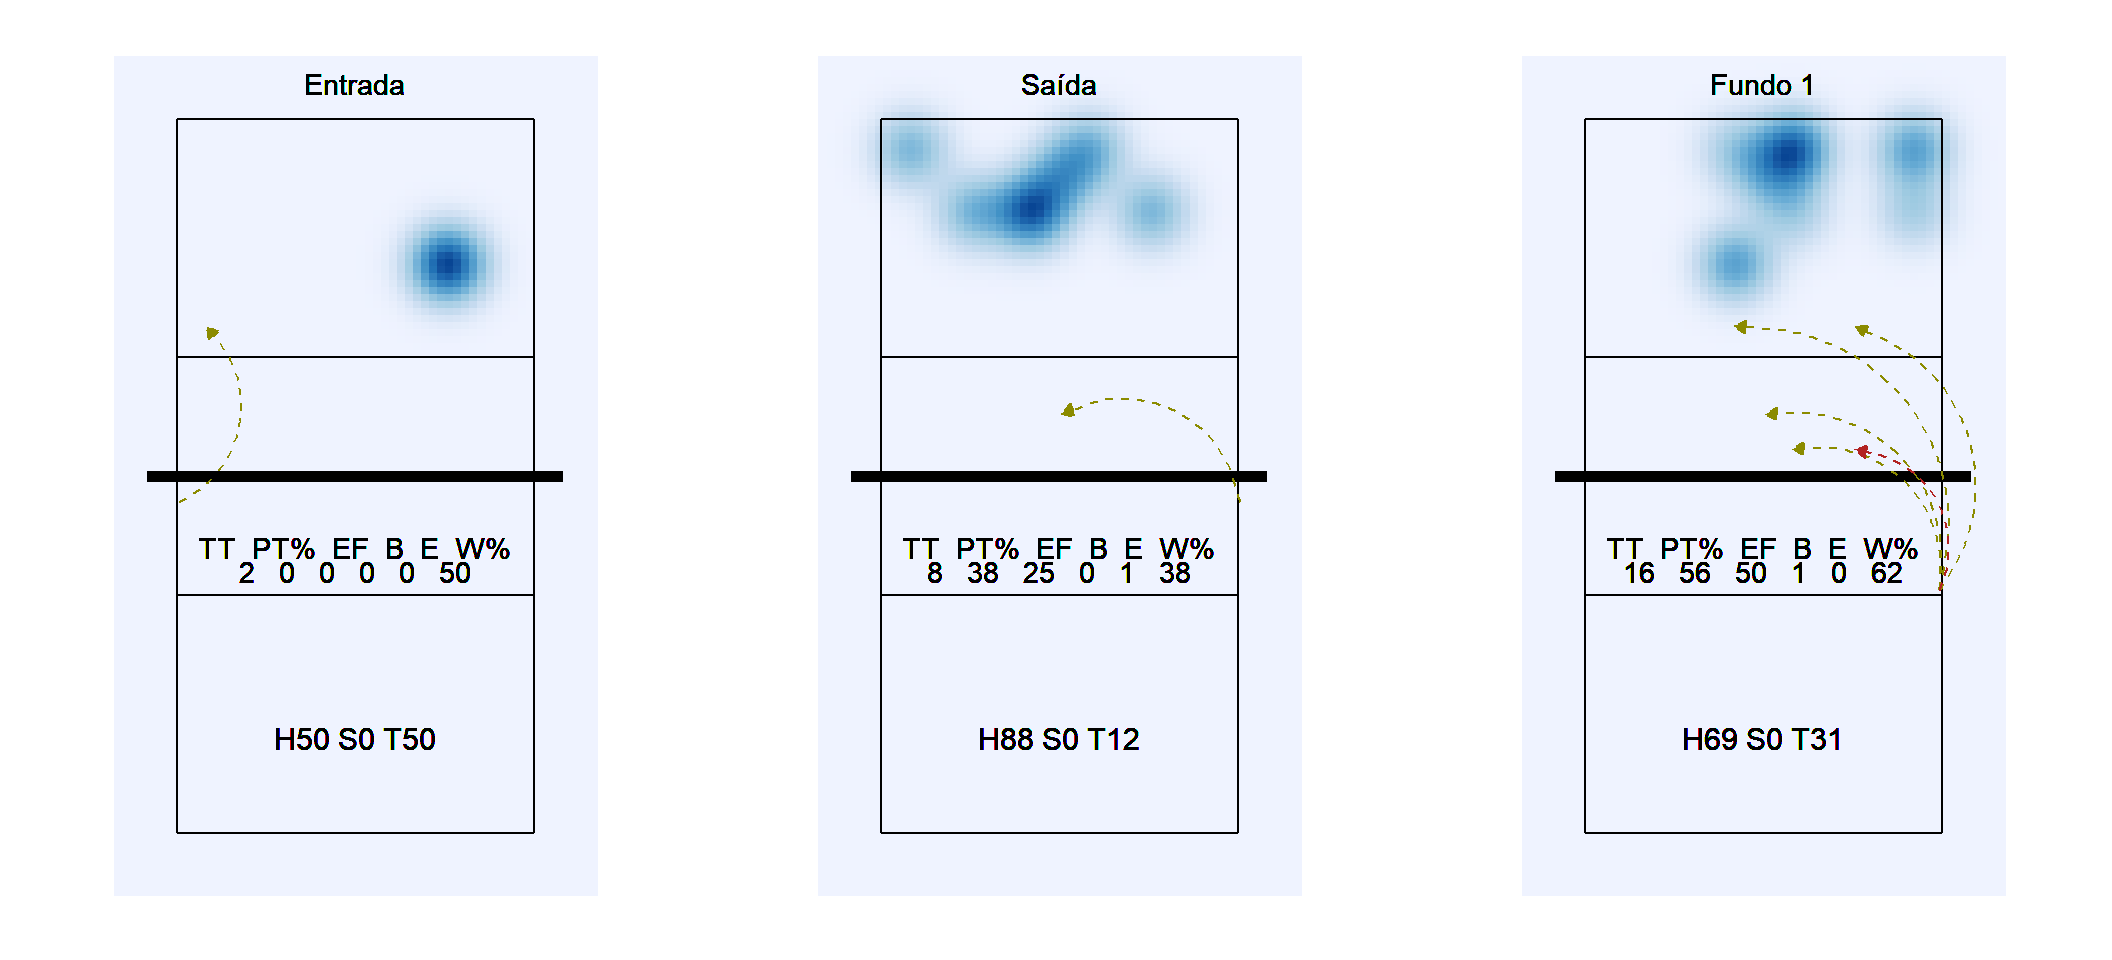 Entrada
TT PT% EF B E W%
2 0 0 0 0 50
H50 S0 T50
Saída
TT PT% EF B E W%
8 38 25 0 1 38
H88 S0 T12
Fundo 1
TT PT% EF B E W%
16 56 50 1 0 62
H69 S0 T31